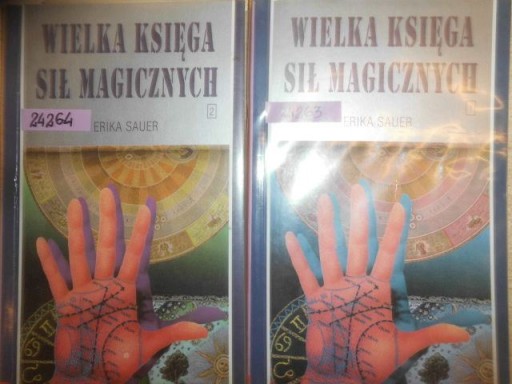 WIELKA KSIĘGA
SIŁ MAGICZNYCH
2
24264
ERIKA SAUER
WIELKA KSIĘGA
SIŁ MAGICZNYCH
ERIKA SAUER